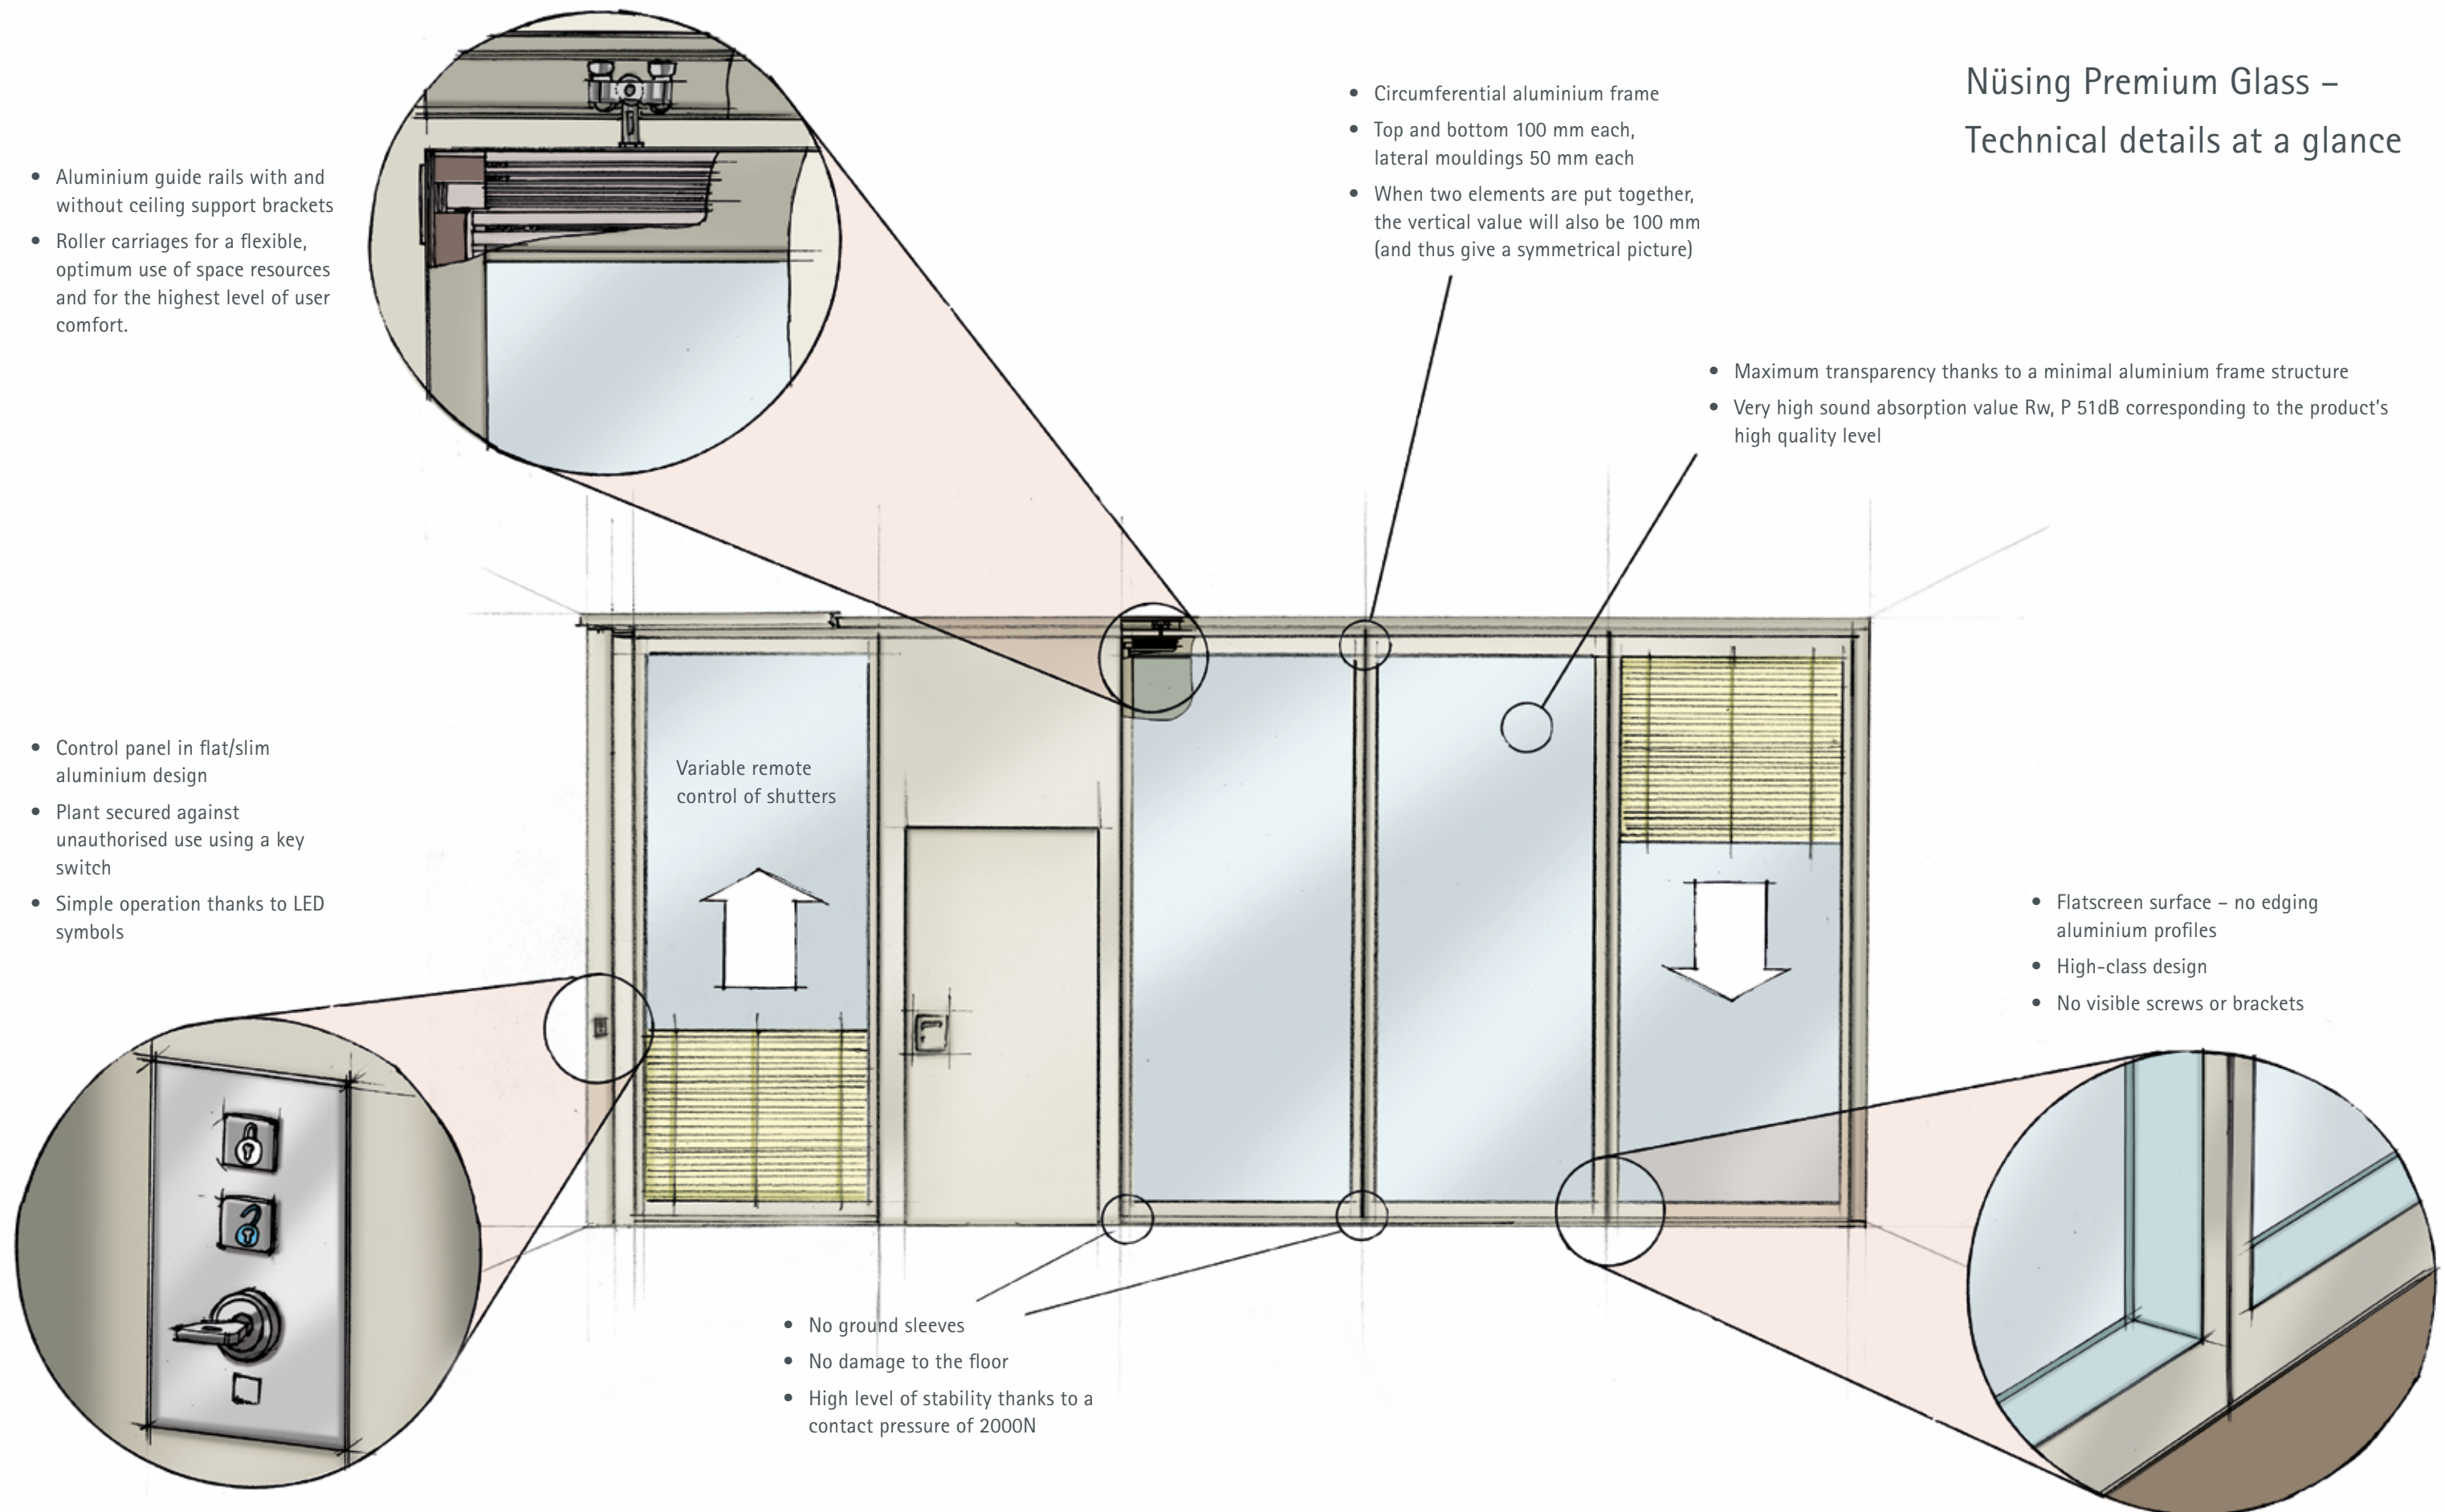 Nüsing Premium Glass –
Technical details at a glance
• Aluminium guide rails with and
without ceiling support brackets
• Roller carriages for a flexible,
optimum use of space resources
and for the highest level of user
comfort.
• Circumferential aluminium frame
• Top and bottom 100 mm each,
lateral mouldings 50 mm each
• When two elements are put together,
the vertical value will also be 100 mm
(and thus give a symmetrical picture)
• Maximum transparency thanks to a minimal aluminium frame structure
• Very high sound absorption value Rw, P 51dB corresponding to the product's
high quality level
• Control panel in flat/slim
aluminium design
• Plant secured against
unauthorised use using a key
switch
• Simple operation thanks to LED
symbols
Variable remote
control of shutters
• Flatscreen surface – no edging
aluminium profiles
• High-class design
• No visible screws or brackets
• No ground sleeves
• No damage to the floor
• High level of stability thanks to a
contact pressure of 2000N